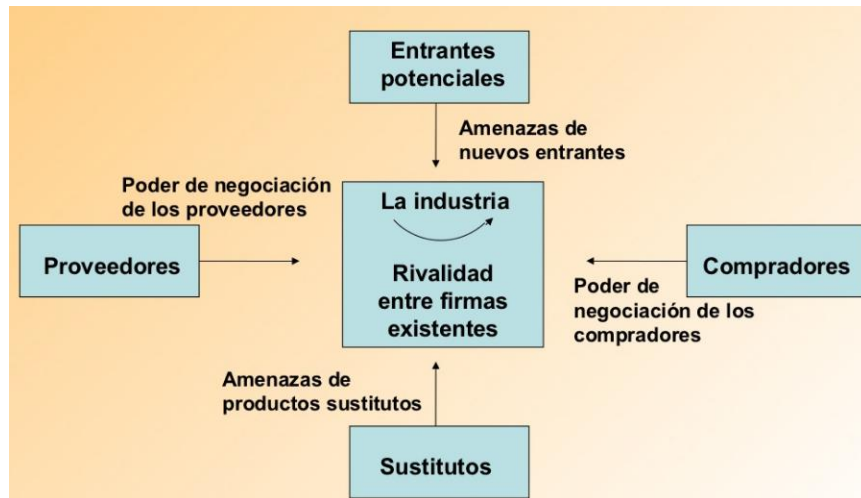 Entrantes
potenciales
Amenazas de
nuevos entrantes
Poder de negociación
de los proveedores
La industria
Proveedores
Rivalidad
entre firmas
existentes
Compradores
Poder de
negociación de los
compradores
Amenazas de
productos sustitutos
Sustitutos